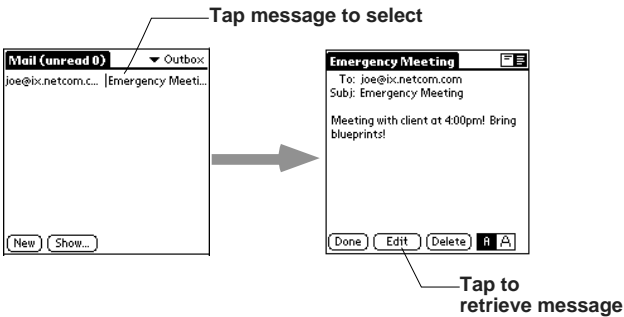 Tap message to select
Mail (unread 0)
Outbox
joe@ix.netcom.c... Emergency Meeti...
New Show...
Emergency Meeting
To: joe@ix.netcom.com
Subj: Emergency Meeting
Meeting with client at 4:00pm! Bring
blueprints!
Done Edit Delete A A
Tap to
retrieve message